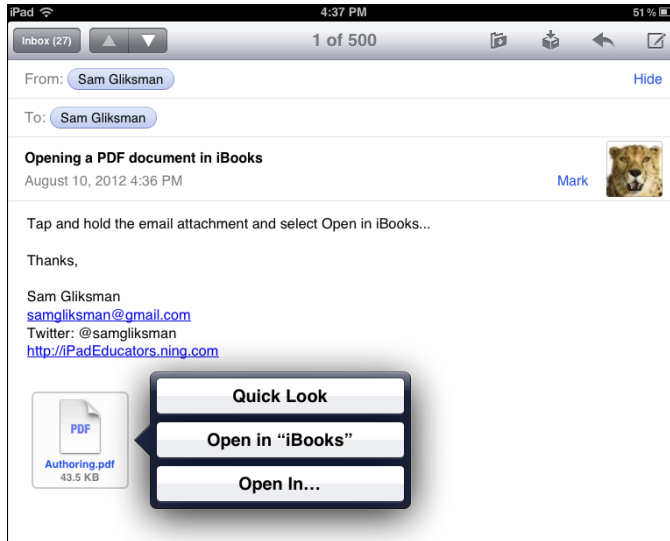 iPad 4:37 PM 51 %
Inbox (27) 1 of 500
From: Sam Gliksman Hide
To: Sam Gliksman
Opening a PDF document in iBooks
August 10, 2012 4:36 PM Mark
Tap and hold the email attachment and select Open in iBooks...
Thanks,
Sam Gliksman
samgliksman@gmail.com
Twitter: @samgliksman
http://iPadEducators.ning.com
Quick Look
Open in “iBooks”
Open In...
PDF
Authoring.pdf
43.5 KB